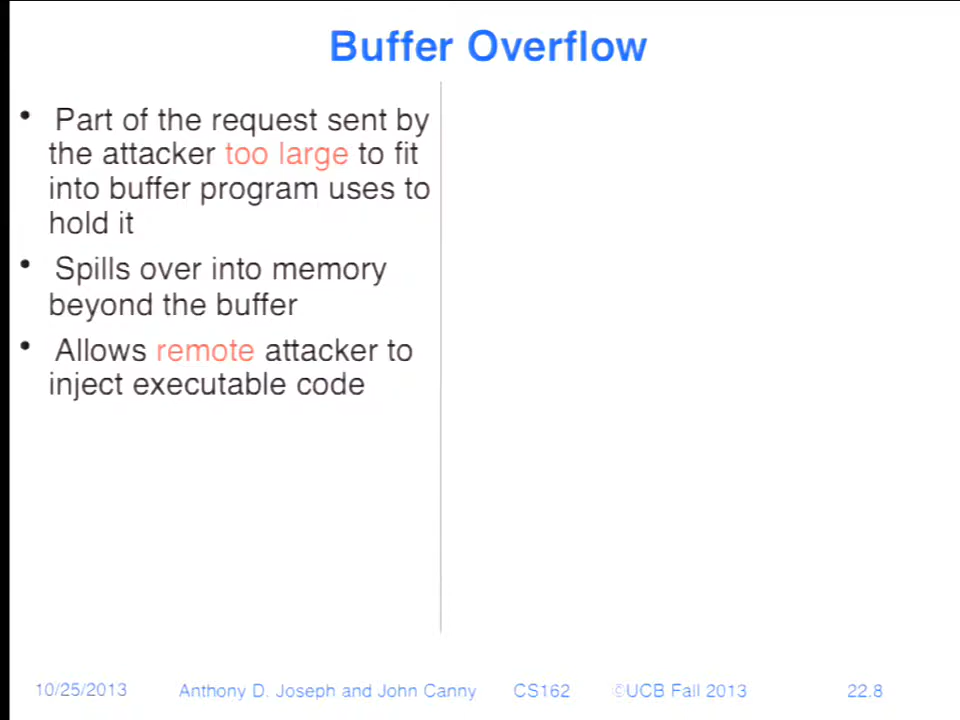 Buffer Overflow
• Part of the request sent by
the attacker too large to fit
into buffer program uses to
hold it
• Spills over into memory
beyond the buffer
• Allows remote attacker to
inject executable code
10/25/2013 Anthony D. Joseph and John Canny CS162 ©UCB Fall 2013 22.8